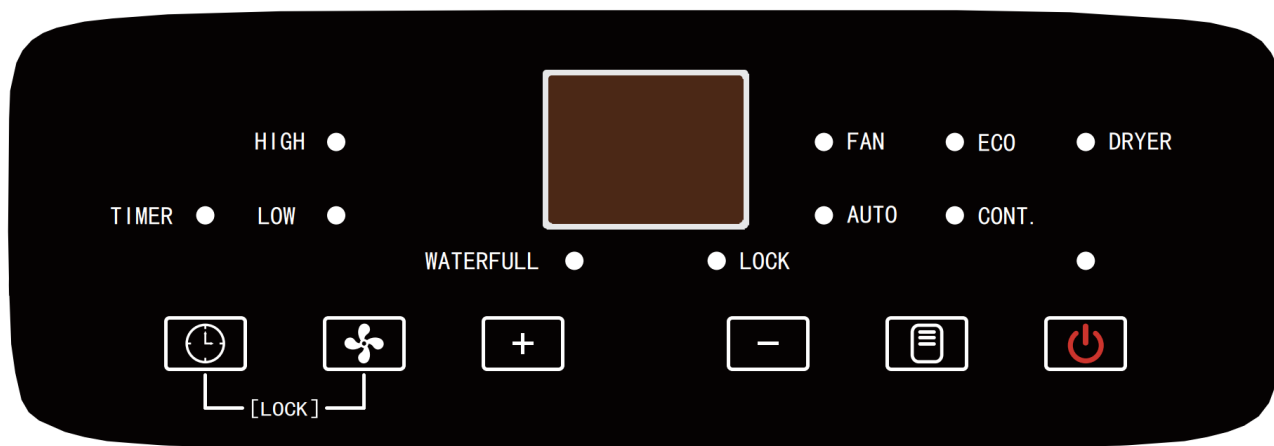 HIGH
FAN
ECO
DRYER
TIMER
LOW
AUTO
CONT.
WATERFULL
LOCK
+
-
[LOCK]